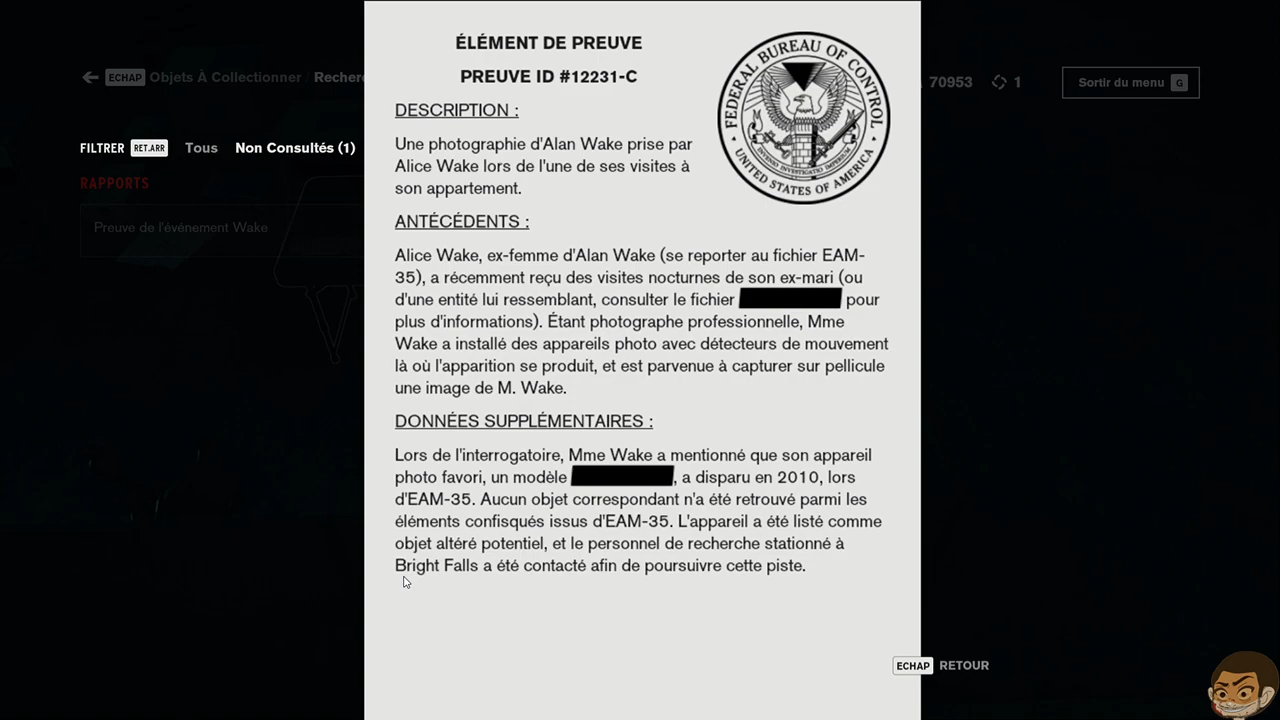 ÉLÉMENT DE PREUVE
PREUVE ID #12231-C
FEDERAL BUREAU OF CONTROL
UNITED STATES OF AMERICA
ECHAP Objets À Collectionner / Recher
70953 1
Sortir du menu G
FILTRER RET.ARR Tous Non Consultés (1)
RAPPORTS
Preuve de l'événement Wake
DESCRIPTION :
Une photographie d'Alan Wake prise par
Alice Wake lors de l'une de ses visites à
son appartement.
ANTÉCÉDENTS :
Alice Wake, ex-femme d'Alan Wake (se reporter au fichier EAM-
35), a récemment reçu des visites nocturnes de son ex-mari (ou
d'une entité lui ressemblant, consulter le fichier pour
plus d'informations). Étant photographe professionnelle, Mme
Wake a installé des appareils photo avec détecteurs de mouvement
là où l'apparition se produit, et est parvenue à capturer sur pellicule
une image de M. Wake.
DONNÉES SUPPLÉMENTAIRES :
Lors de l'interrogatoire, Mme Wake a mentionné que son appareil
photo favori, un modèle , a disparu en 2010, lors
d'EAM-35. Aucun objet correspondant n'a été retrouvé parmi les
éléments confisqués issus d'EAM-35. L'appareil a été listé comme
objet altéré potentiel, et le personnel de recherche stationné à
Bright Falls a été contacté afin de poursuivre cette piste.
ECHAP RETOUR